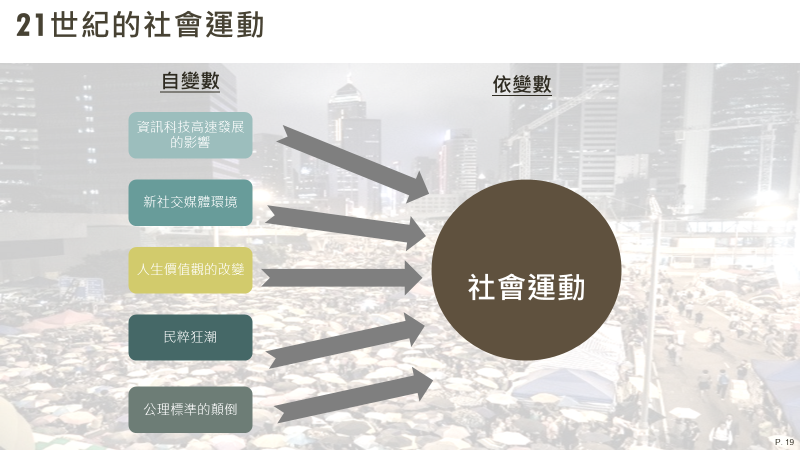 21世紀的社會運動
自變數
依變數
資訊科技高速發展
的影響
新社交媒體環境
人生價值觀的改變
民粹狂潮
公理標準的顛倒
社會運動
P. 19